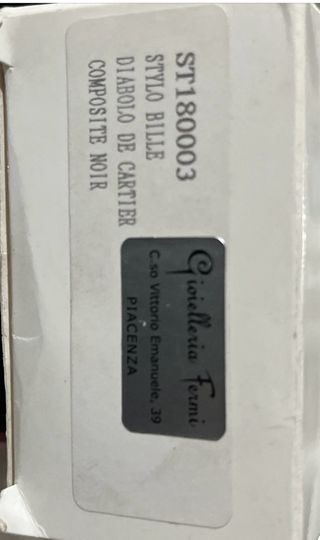 ST180003
STYLO BILLE
DIABOLO DE CARTIER
COMPOSITE NOIR
Gioielleria Fermi
C.so Vittorio Emanuele, 39
PIACENZA